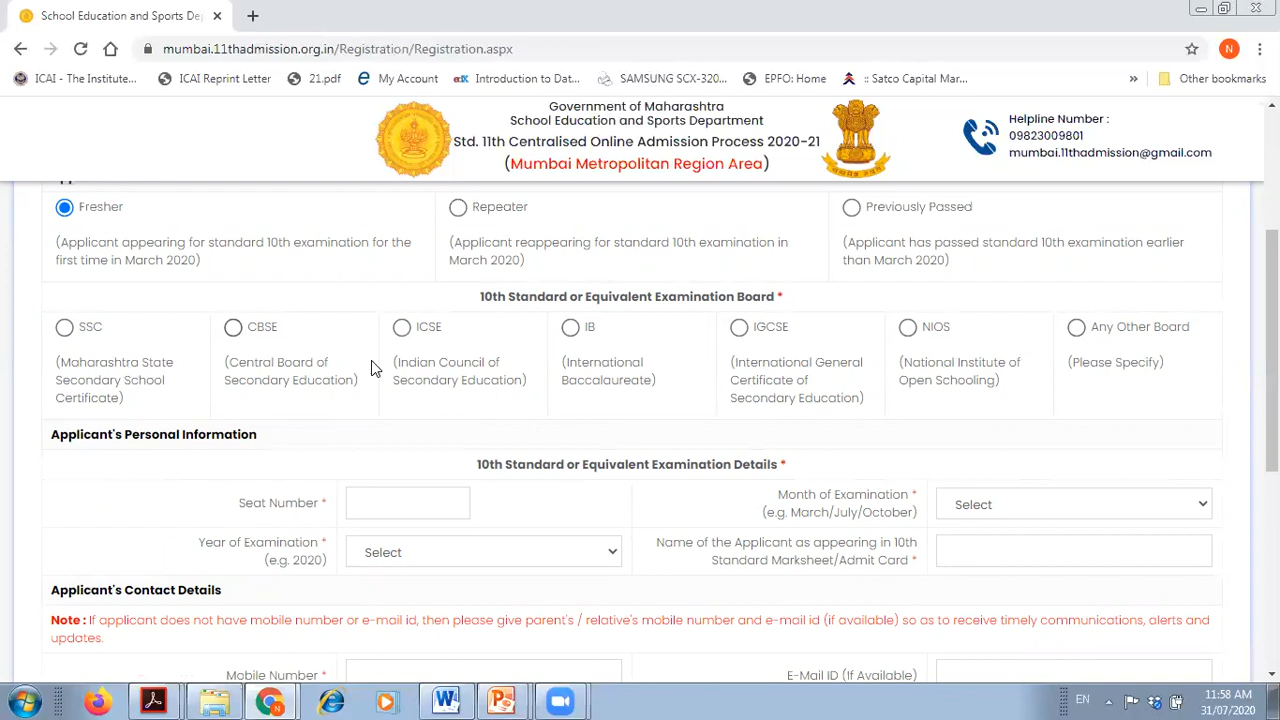 School Education and Sports De
mumbai.11thadmission.org.in/Registration/Registration.aspx
N
ICAI - The Institute...
ICAI Reprint Letter
21.pdf
My Account
Introduction to Dat...
SAMSUNG SCX-320...
EPFO: Home
:: Satco Capital Mar...
»
Other bookmarks
Government of Maharashtra
School Education and Sports Department
Std. 11th Centralised Online Admission Process 2020-21
(Mumbai Metropolitan Region Area)
Helpline Number :
09823009801
mumbai.11thadmission@gmail.com
Fresher
(Applicant appearing for standard 10th examination for the
first time in March 2020)
Repeater
(Applicant reappearing for standard 10th examination in
March 2020)
Previously Passed
(Applicant has passed standard 10th examination earlier
than March 2020)
10th Standard or Equivalent Examination Board *
SSC
(Maharashtra State
Secondary School
Certificate)
CBSE
(Central Board of
Secondary Education)
ICSE
(Indian Council of
Secondary Education)
IB
(International
Baccalaureate)
IGCSE
(International General
Certificate of
Secondary Education)
NIOS
(National Institute of
Open Schooling)
Any Other Board
(Please Specify)
Applicant's Personal Information
10th Standard or Equivalent Examination Details *
Seat Number *
Month of Examination *
(e.g. March/July/October)
Select
Year of Examination *
(e.g. 2020)
Select
Name of the Applicant as appearing in 10th
Standard Marksheet/Admit Card *
Applicant's Contact Details
Note : If applicant does not have mobile number or e-mail id, then please give parent's / relative's mobile number and e-mail id (if available) so as to receive timely communications, alerts and
updates.
Mobile Number *
E-Mail ID (If Available)
EN
11:58 AM
31/07/2020